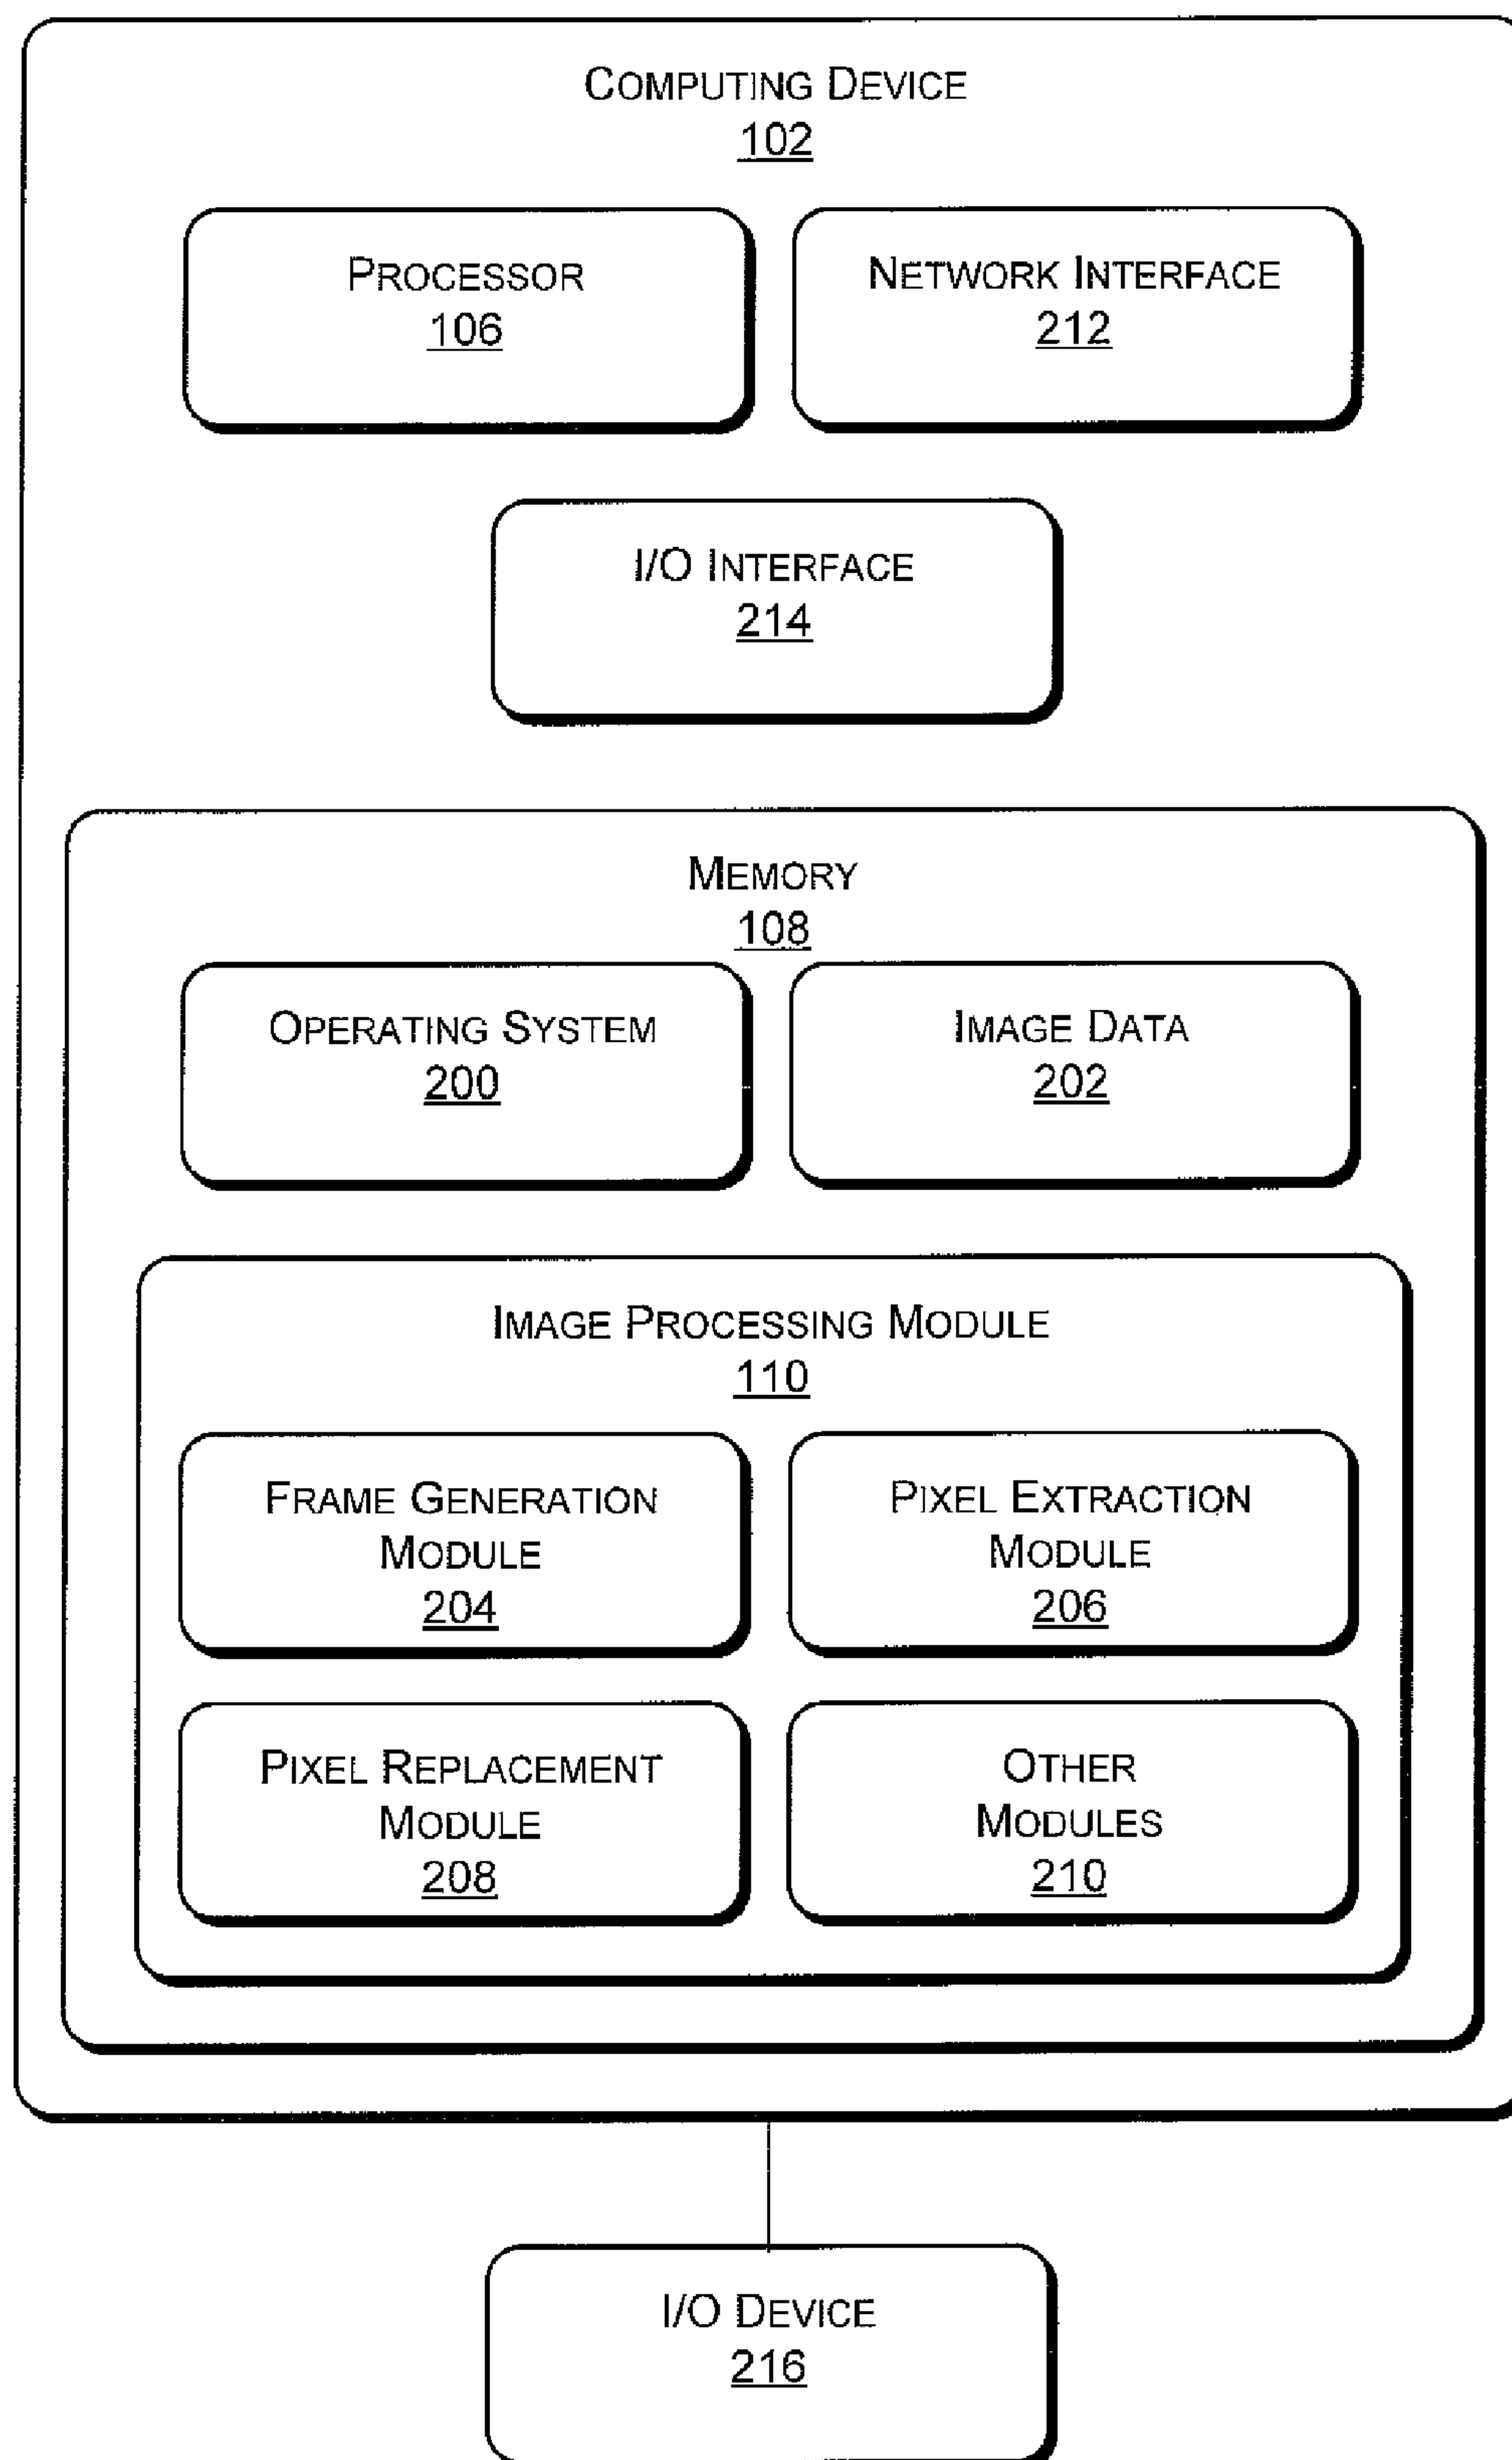 COMPUTING DEVICE
102
PROCESSOR
106
NETWORK INTERFACE
212
I/O INTERFACE
214
MEMORY
108
OPERATING SYSTEM
200
IMAGE DATA
202
IMAGE PROCESSING MODULE
110
FRAME GENERATION
MODULE
204
PIXEL EXTRACTION
MODULE
206
PIXEL REPLACEMENT
MODULE
208
OTHER
MODULES
210
I/O DEVICE
216